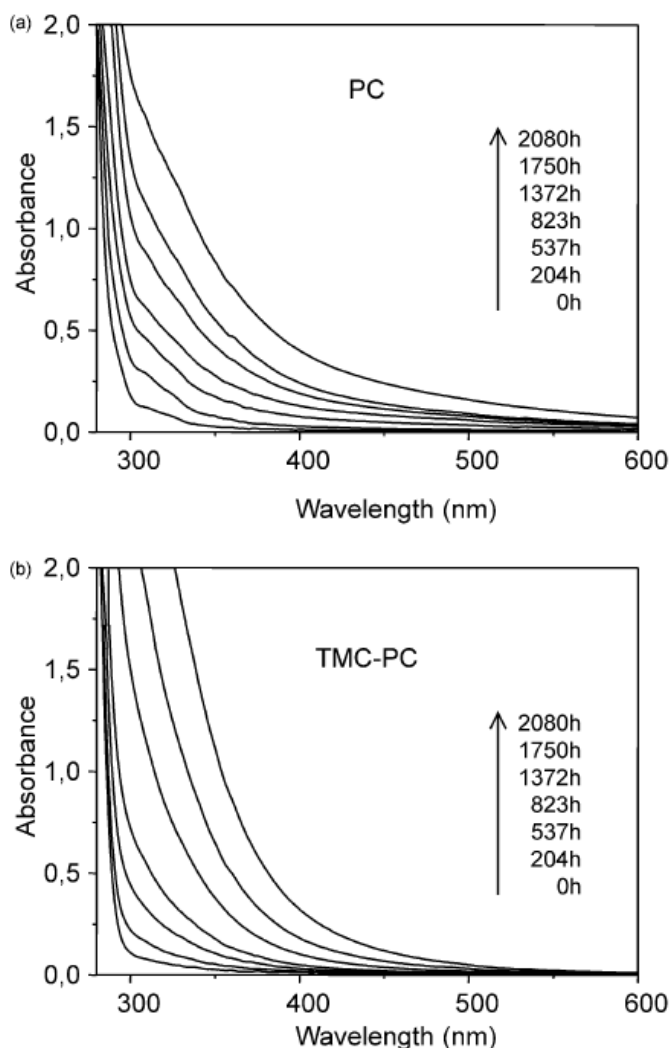 (a)
2,0
1,5
1,0
0,5
0,0
Absorbance
PC
2080h
1750h
1372h
823h
537h
204h
0h
300 400 500 600
Wavelength (nm)
(b)
2,0
1,5
1,0
0,5
0,0
Absorbance
TMC-PC
2080h
1750h
1372h
823h
537h
204h
0h
300 400 500 600
Wavelength (nm)